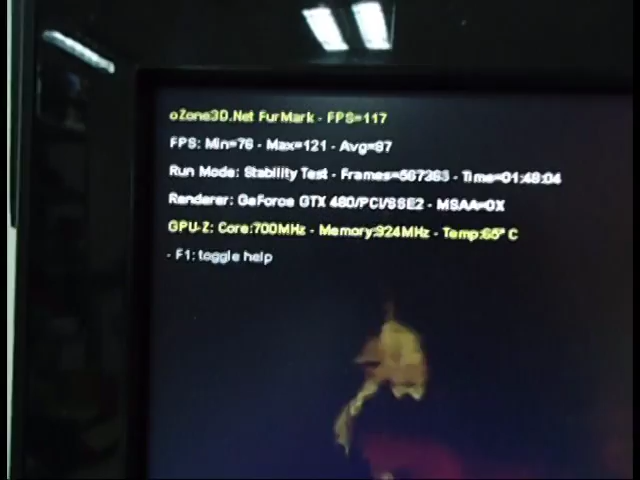 oZone3D.Net FurMark - FPS=117
FPS: Min=76 - Max=121 - Avg=87
Run Mode: Stability Test - Frames=567363 - Time=01:48:04
Renderer: GeForce GTX 480/PCI/SSE2 - MSAA=0X
GPU-Z: Core:700MHz - Memory:924MHz - Temp:65° C
- F1: toggle help